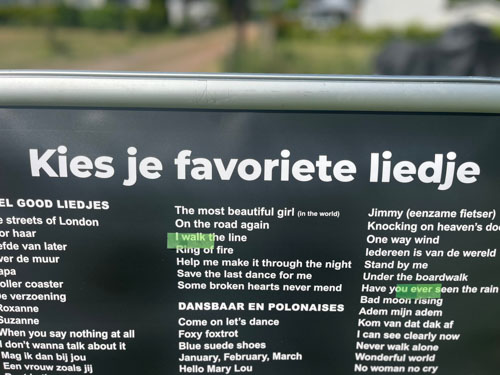 Kies je favoriete liedje
EL GOOD LIEDJES
e streets of London
or haar
efde van later
ver de muur
apa
oller coaster
e verzoening
Roxanne
Suzanne
When you say nothing at all
I don't wanna talk about it
Mag ik dan bij jou
Een vrouw zoals jij
The most beautiful girl (in the world)
On the road again
I walk the line
Ring of fire
Help me make it through the night
Save the last dance for me
Some broken hearts never mend
DANSBAAR EN POLONAISES
Come on let's dance
Foxy foxtrot
Blue suede shoes
January, February, March
Hello Mary Lou
Jimmy (eenzame fietser)
Knocking on heaven's do
One way wind
Iedereen is van de wereld
Stand by me
Under the boardwalk
Have you ever seen the rain
Bad moon rising
Adem mijn adem
Kom van dat dak af
I can see clearly now
Never walk alone
Wonderful world
No woman no cry